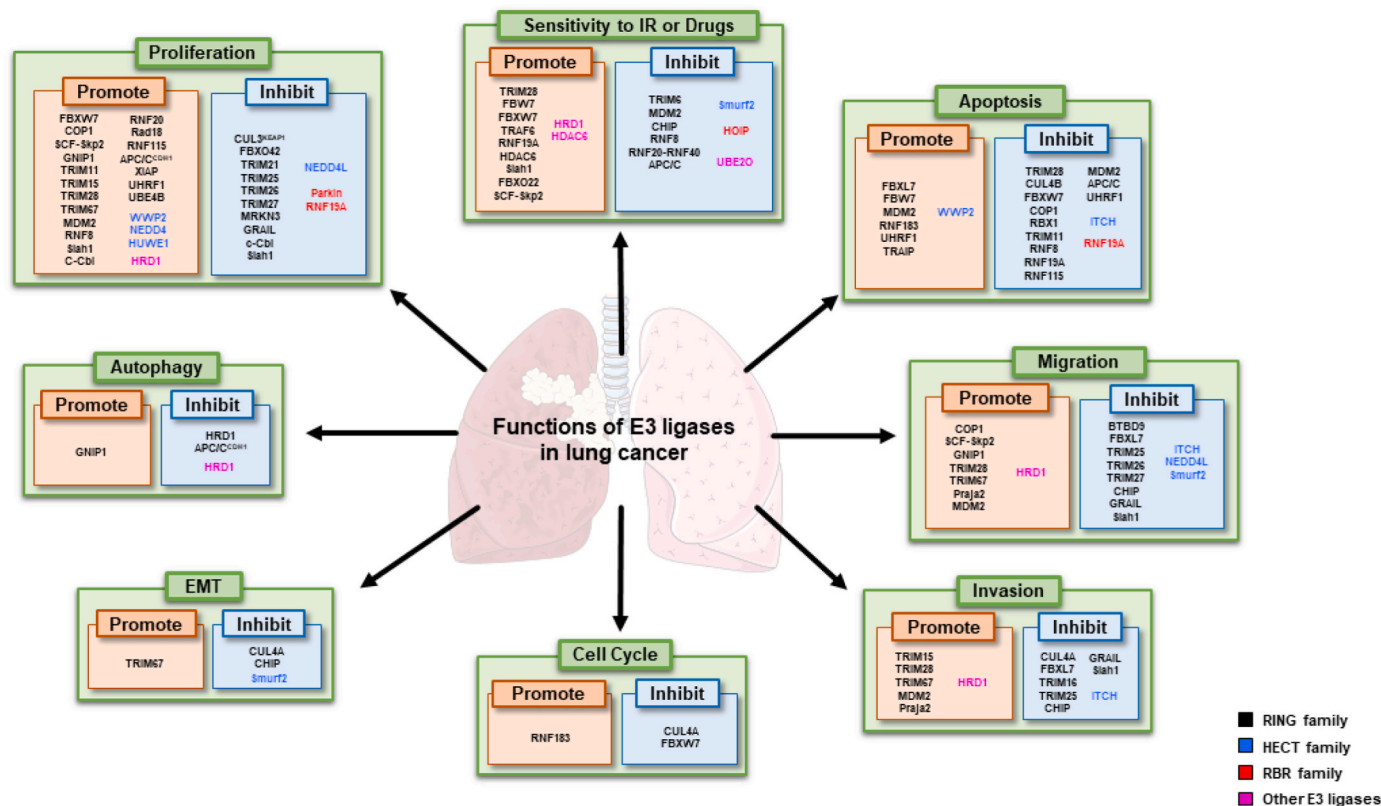 Sensitivity to IR or Drugs
Promote
TRIM28
FBW7
FBXW7
TRAF6
RNF19A
HDAC6
Siah1
FBXO22
SCF-Skp2
HRD1
HDAC6
Inhibit
TRIM6
MDM2
CHIP
RNF8
RNF20-RNF40
APC/C
Smurf2
HOIP
UBE2O
Proliferation
Promote
FBXW7
COP1
SCF-Skp2
GNIP1
TRIM11
TRIM15
TRIM28
TRIM67
MDM2
RNF8
Siah1
C-Cbl
RNF20
Rad18
RNF115
APC/Cᶜᴰᴴ¹
XIAP
UHRF1
UBE4B
WWP2
NEDD4
HUWE1
HRD1
Inhibit
CUL3ᴷᴱᴬᴾ¹
FBXO42
TRIM21
TRIM25
TRIM26
TRIM27
MRKN3
GRAIL
c-Cbl
Siah1
NEDD4L
Parkin
RNF19A
Apoptosis
Promote
FBXL7
FBW7
MDM2
RNF183
UHRF1
TRAIP
WWP2
Inhibit
TRIM28
CUL4B
FBXW7
COP1
RBX1
TRIM11
RNF8
RNF19A
RNF115
MDM2
APC/C
UHRF1
ITCH
RNF19A
Autophagy
Promote
GNIP1
Inhibit
HRD1
APC/Cᶜᴰᴴ¹
HRD1
Functions of E3 ligases
in lung cancer
Migration
Promote
COP1
SCF-Skp2
GNIP1
TRIM28
TRIM67
Praja2
MDM2
HRD1
Inhibit
BTBD9
FBXL7
TRIM25
TRIM26
TRIM27
CHIP
GRAIL
Siah1
ITCH
NEDD4L
Smurf2
EMT
Promote
TRIM67
Inhibit
CUL4A
CHIP
Smurf2
Cell Cycle
Promote
RNF183
Inhibit
CUL4A
FBXW7
Invasion
Promote
TRIM15
TRIM28
TRIM67
MDM2
Praja2
HRD1
Inhibit
CUL4A
FBXL7
TRIM16
TRIM25
CHIP
GRAIL
Siah1
ITCH
RING family
HECT family
RBR family
Other E3 ligases